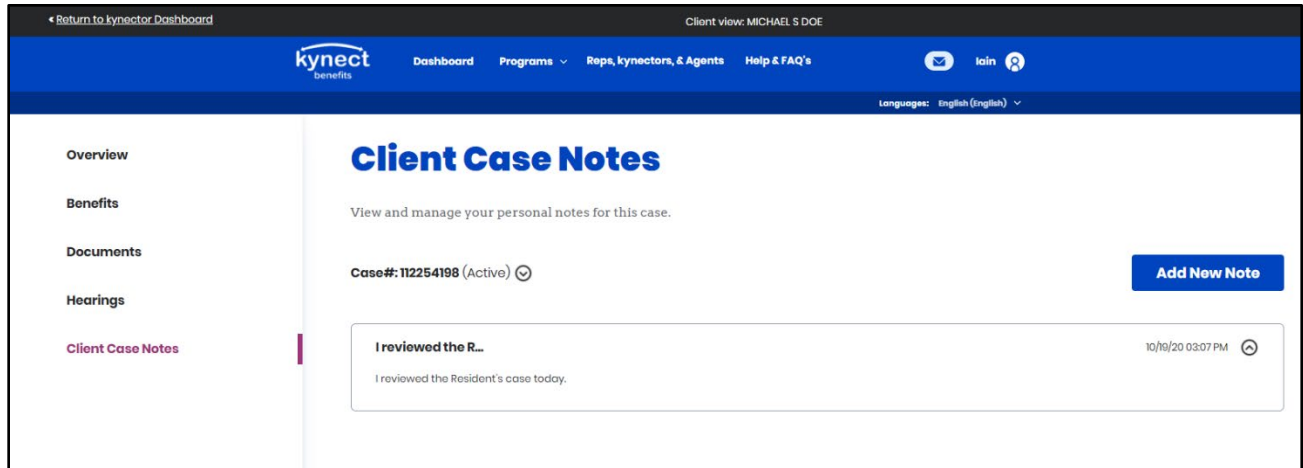 Return to kynector Dashboard
Client view: MICHAEL S DOE
kynect
benefits
Dashboard
Programs
Reps, kynectors, & Agents
Help & FAQ's
Iain
Languages: English (English)
Overview
Benefits
Documents
Hearings
Client Case Notes
Client Case Notes
View and manage your personal notes for this case.
Case#: 112254198 (Active)
Add New Note
I reviewed the R...
10/19/20 03:07 PM
I reviewed the Resident's case today.